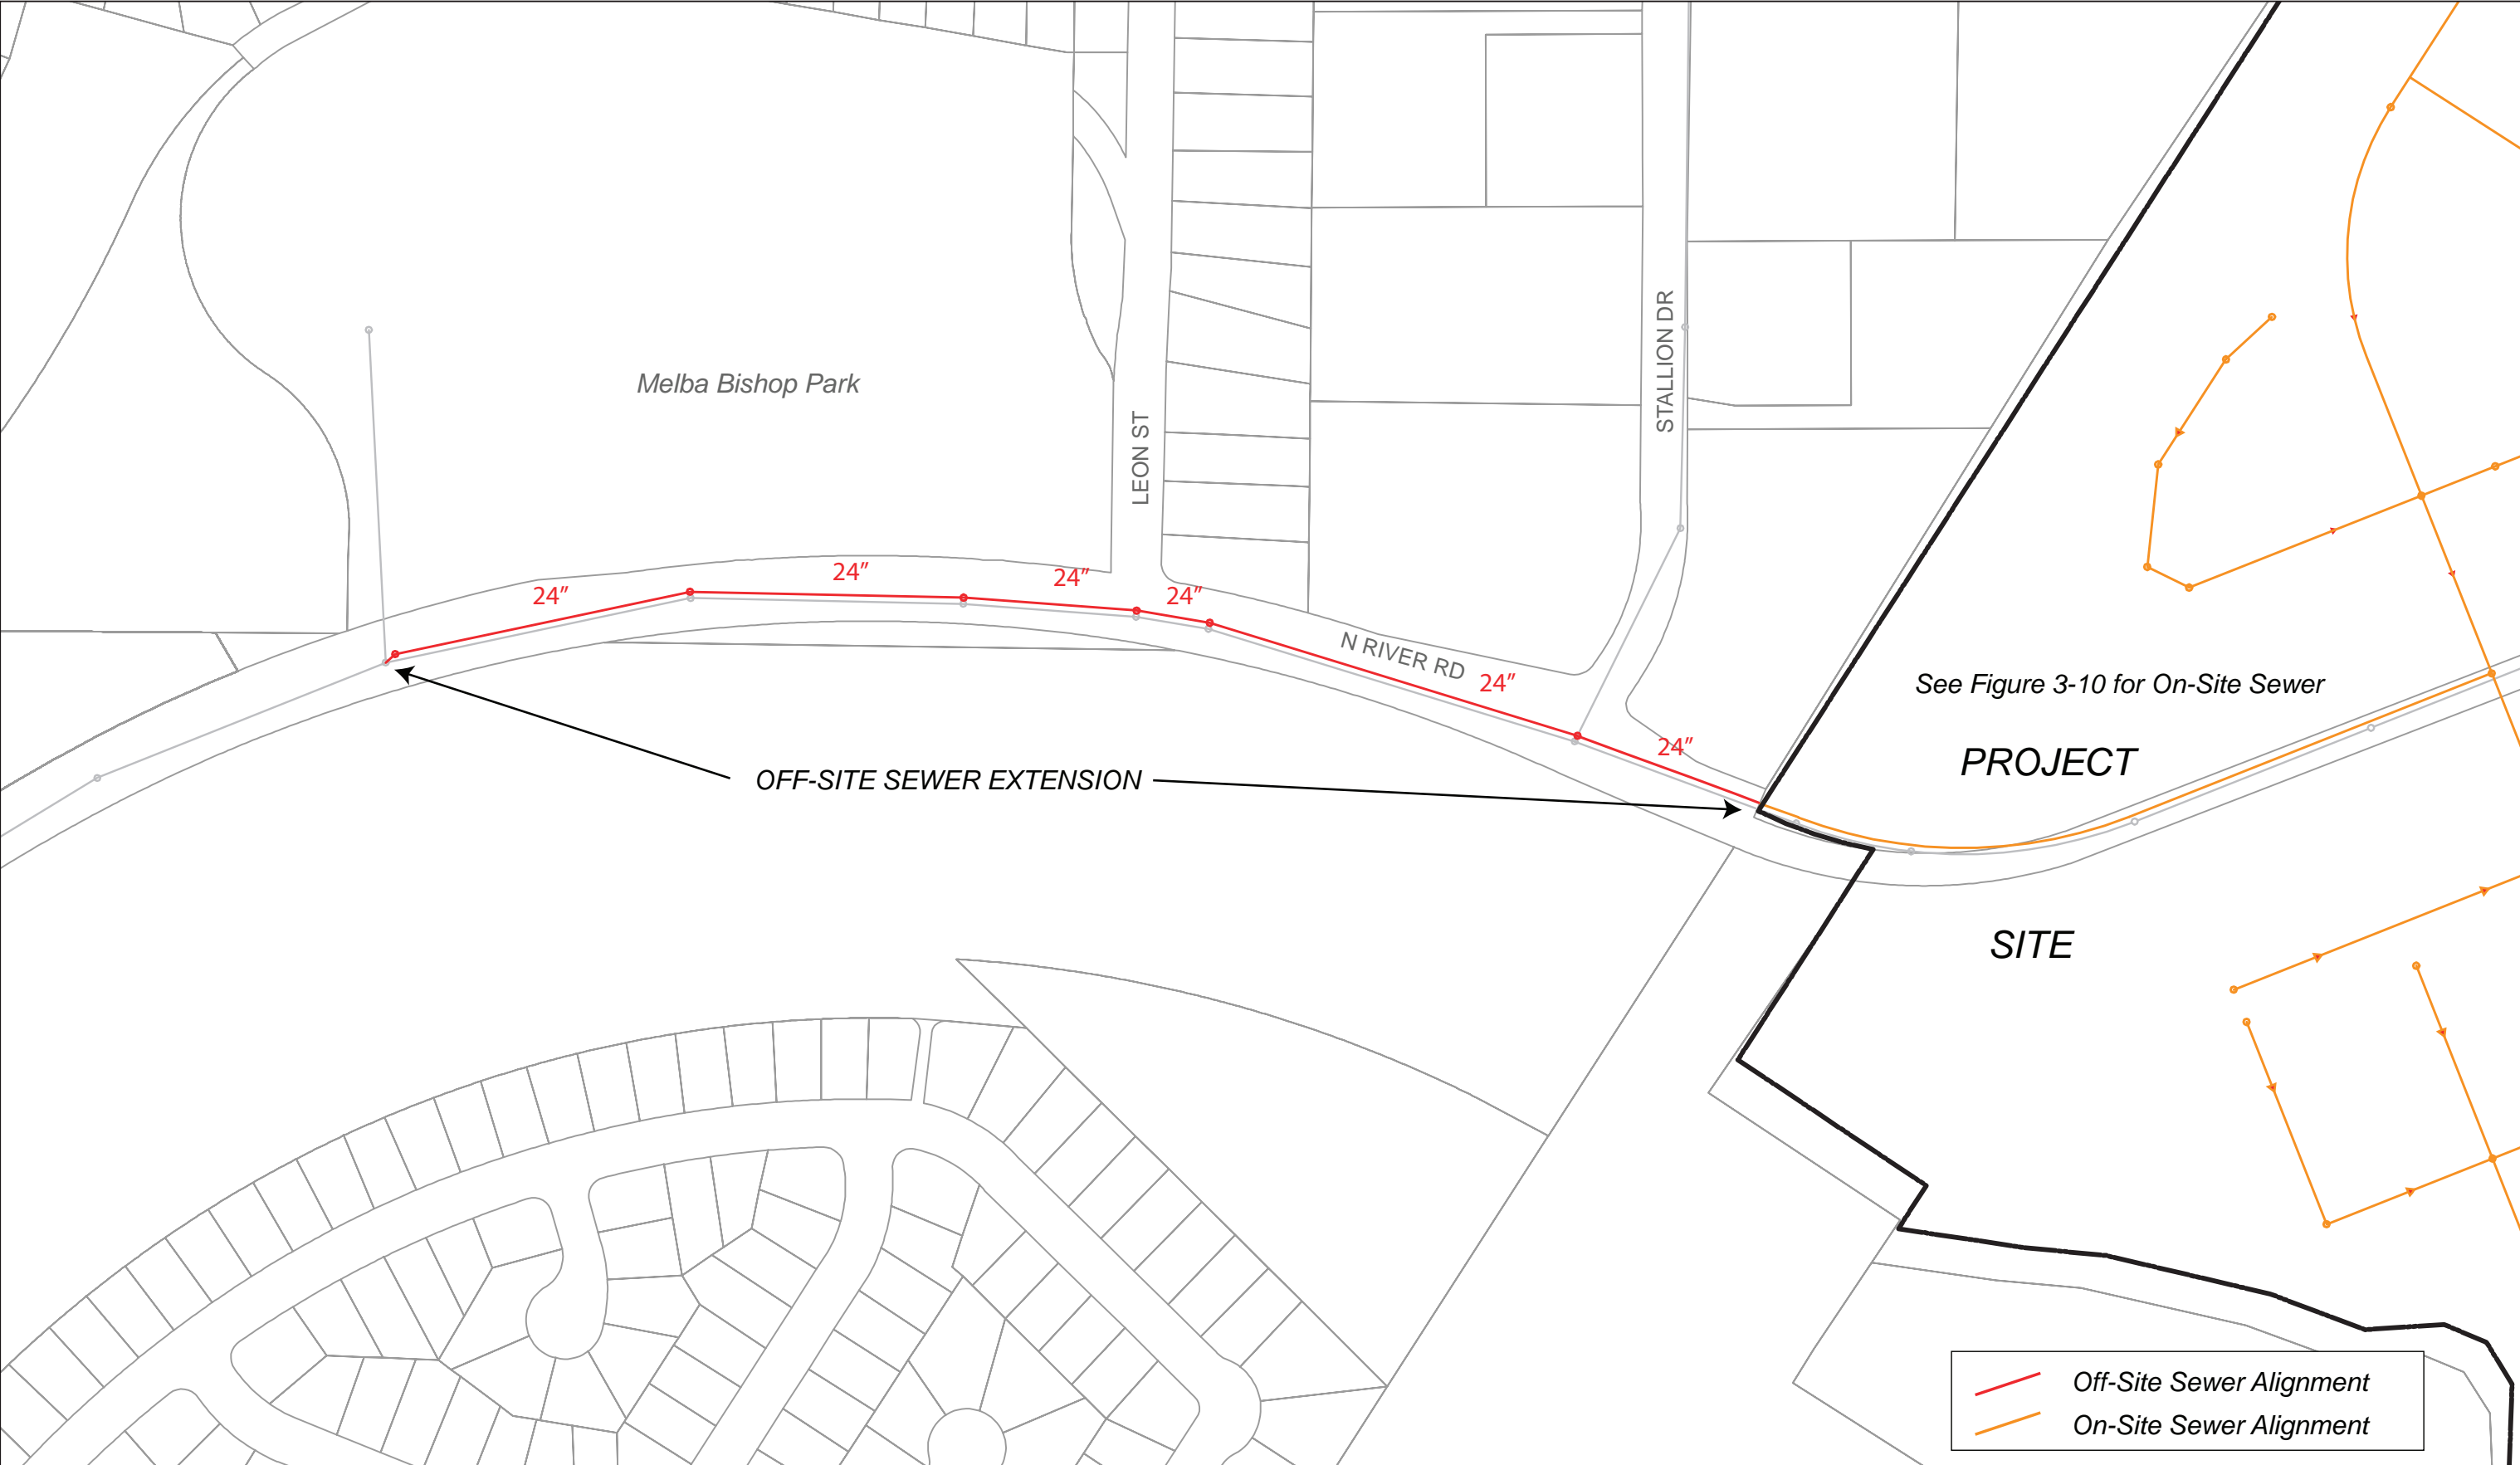 Melba Bishop Park
LEON ST
STALLION DR
24″
24″
24″
24″
N RIVER RD
24″
24″
See Figure 3-10 for On-Site Sewer
PROJECT
OFF-SITE SEWER EXTENSION
SITE
Off-Site Sewer Alignment
On-Site Sewer Alignment